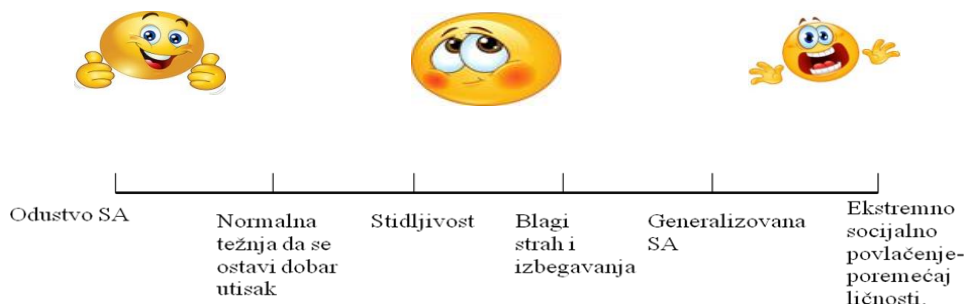 Odustvo SA
Normalna
težnja da se
ostavi dobar
utisak
Stidljivost
Blagi
strah i
izbegavanja
Generalizovana
SA
Ekstremno
socijalno
povlačenje-
poremećaj
ličnosti.